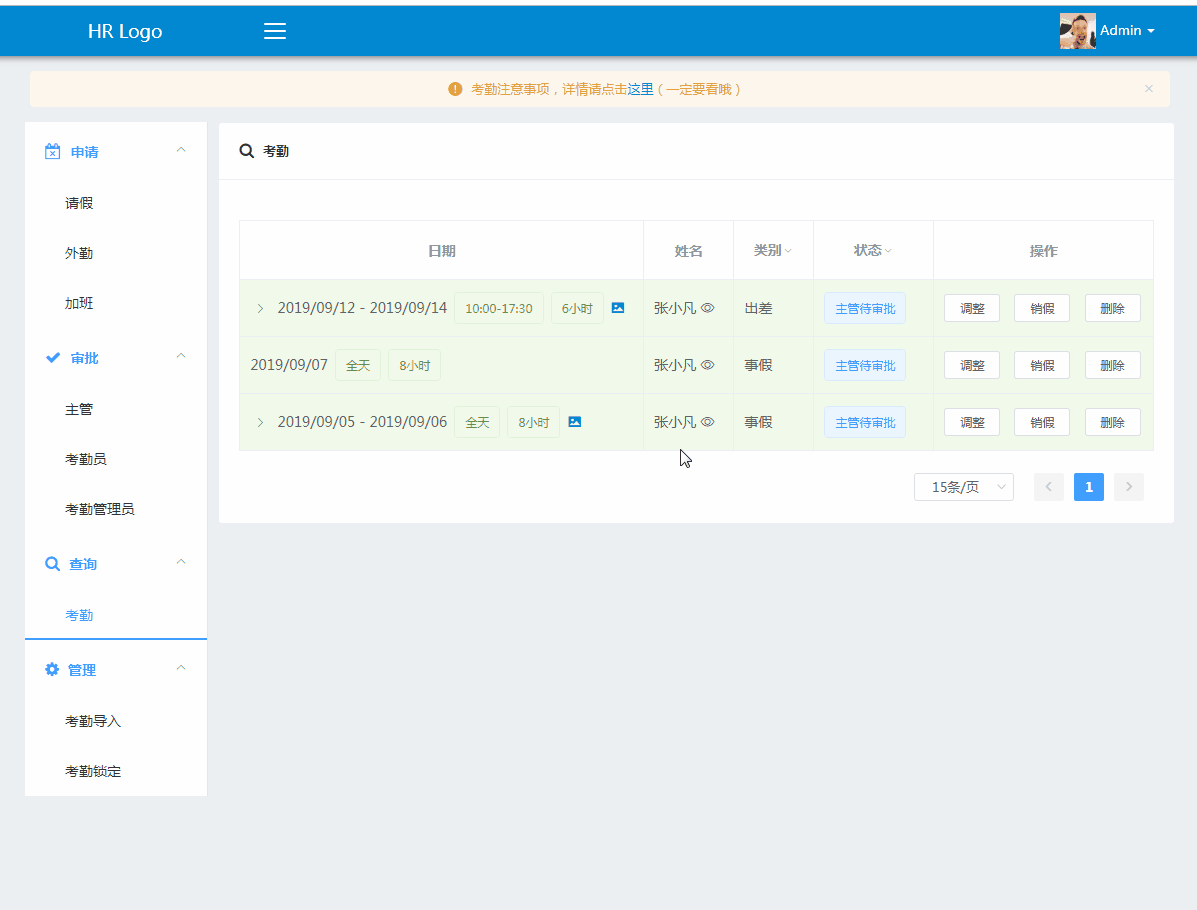 HR Logo
Admin
考勤注意事项，详情请点击这里（一定要看哦）
申请
请假
外勤
加班
审批
主管
考勤员
考勤管理员
查询
考勤
管理
考勤导入
考勤锁定
考勤
日期 姓名 类别 状态 操作
2019/09/12 - 2019/09/14 10:00-17:30 6小时 张小凡 出差 主管待审批 调整 销假 删除
2019/09/07 全天 8小时 张小凡 事假 主管待审批 调整 销假 删除
2019/09/05 - 2019/09/06 全天 8小时 张小凡 事假 主管待审批 调整 销假 删除
15条/页 1